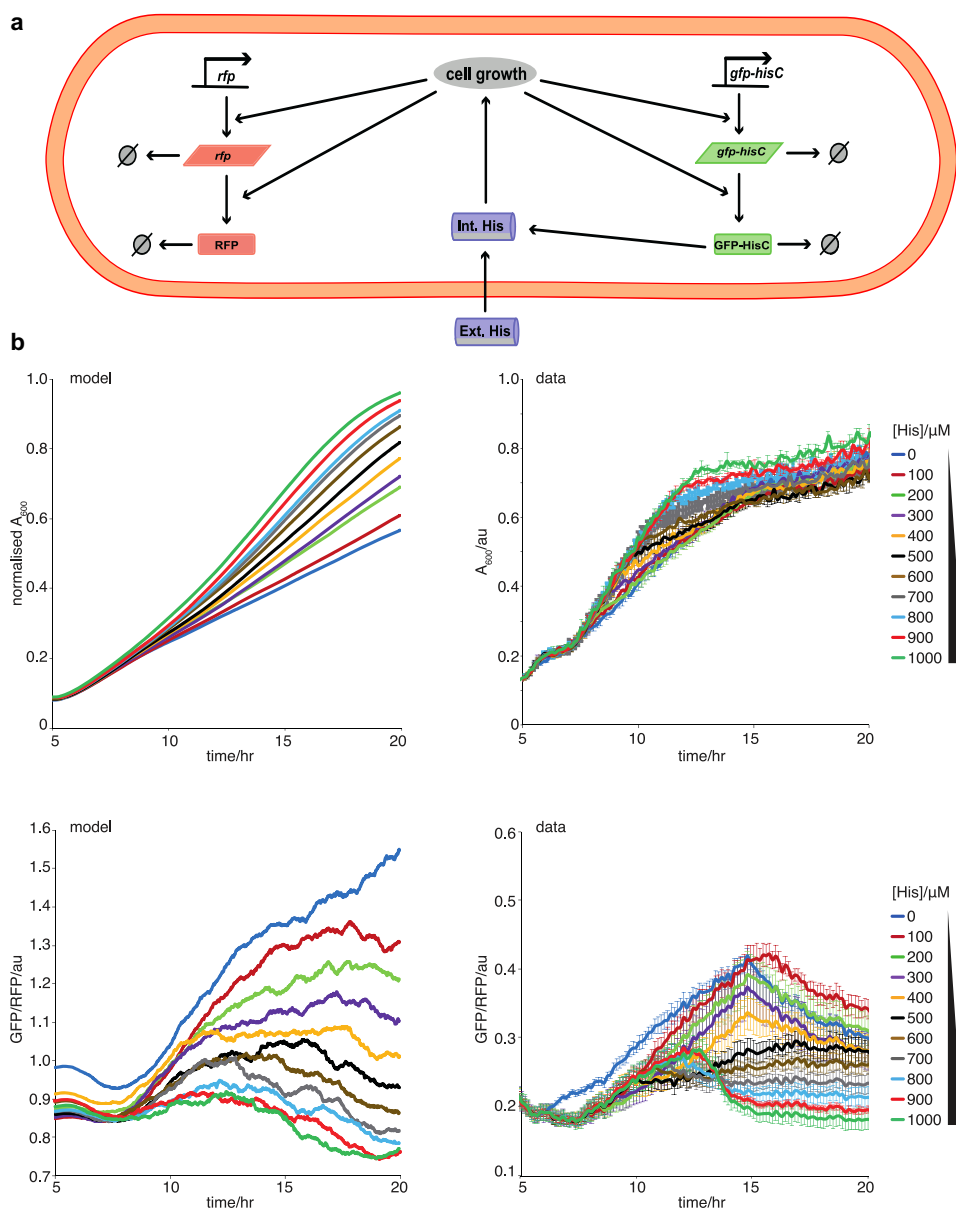 a
rfp
cell growth
gfp-hisC
rfp
gfp-hisC
Int. His
RFP
GFP-HisC
Ext. His
b
model
1.0
0.8
0.6
0.4
0.2
0
normalised A600
5
10
15
20
time/hr
data
1.0
0.8
0.6
0.4
0.2
0
A600/au
5
10
15
20
time/hr
[His]/µM
0
100
200
300
400
500
600
700
800
900
1000
model
1.6
1.5
1.4
1.3
1.2
1.1
1.0
0.9
0.8
0.7
GFP/RFP/au
5
10
15
20
time/hr
data
0.6
0.5
0.4
0.3
0.2
0.1
GFP/RFP/au
5
10
15
20
time/hr
[His]/µM
0
100
200
300
400
500
600
700
800
900
1000